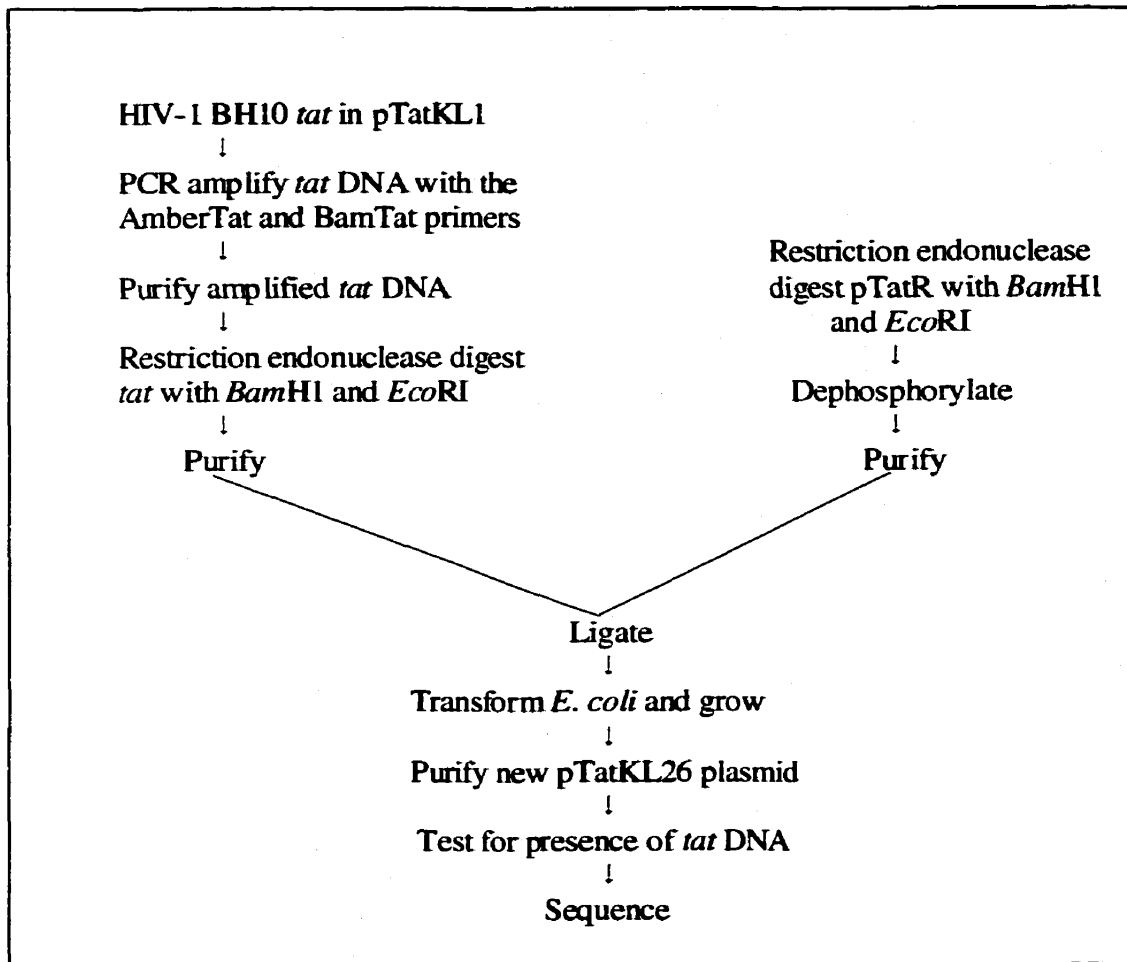 HIV-1 BH10 tat in pTatKL1
↓
PCR amplify tat DNA with the
AmberTat and BamTat primers
↓
Purify amplified tat DNA
↓
Restriction endonuclease digest
tat with BamH1 and EcoRI
↓
Purify
Restriction endonuclease
digest pTatR with BamH1
and EcoRI
↓
Dephosphorylate
↓
Purify
Ligate
↓
Transform E. coli and grow
↓
Purify new pTatKL26 plasmid
↓
Test for presence of tat DNA
↓
Sequence